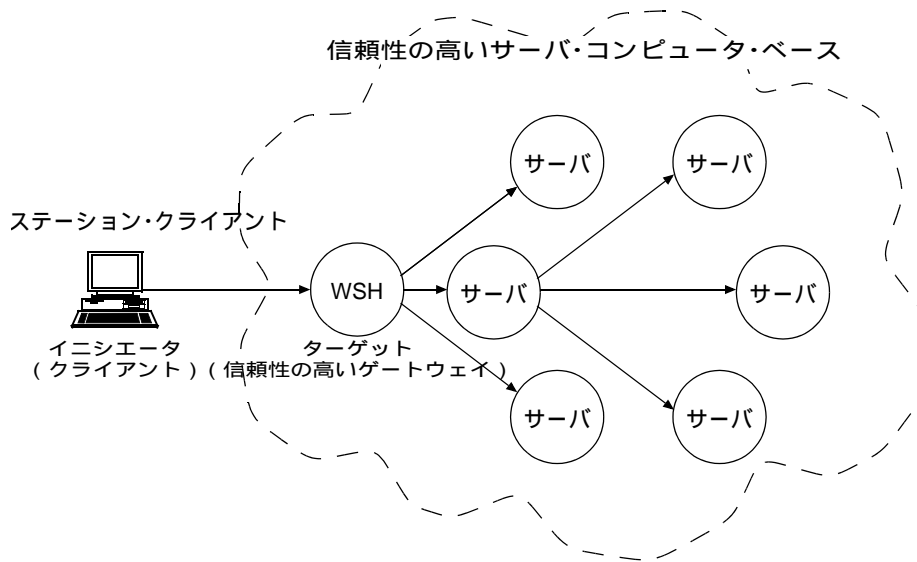 信頼性の高いサーバ・コンピュータ・ベース
サーバ
サーバ
ステーション・クライアント
WSH
サーバ
サーバ
イニシエータ
(クライアント)
ターゲット
(信頼性の高いゲートウェイ)
サーバ
サーバ